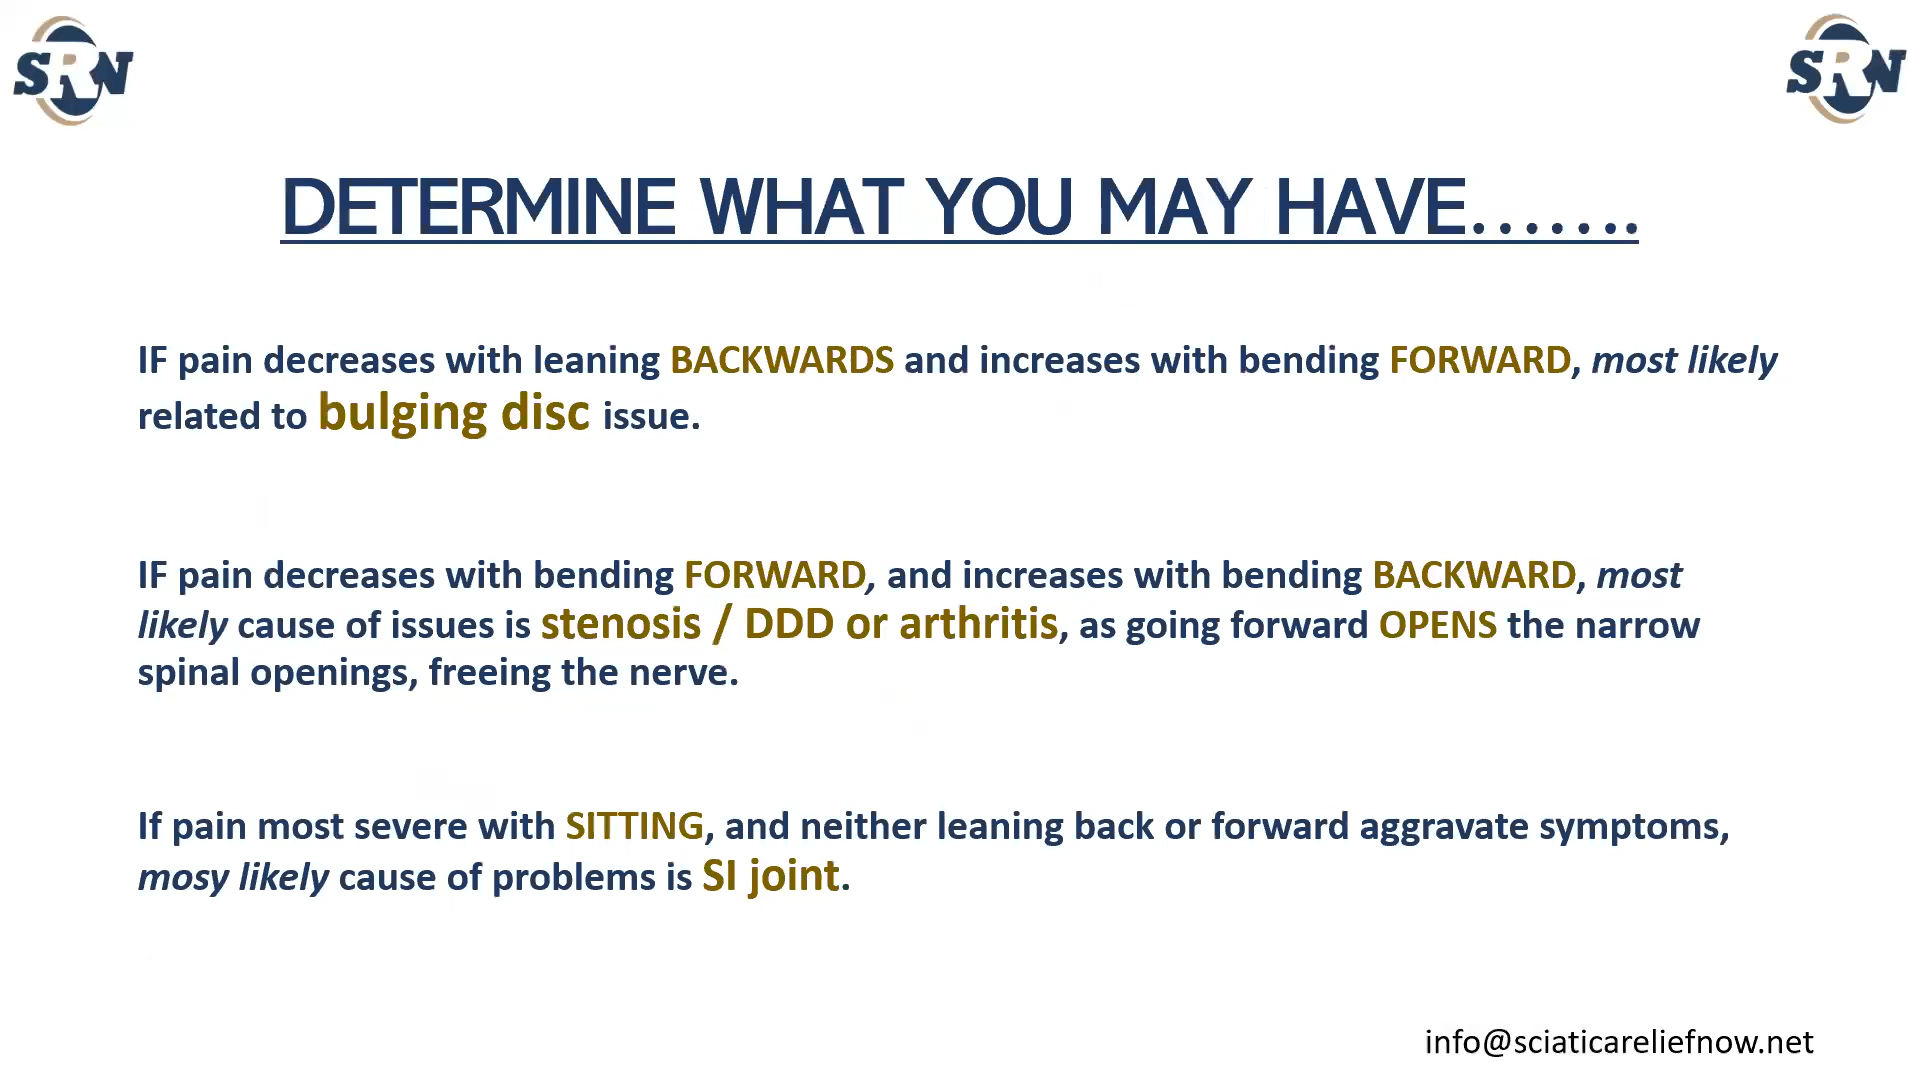 SRN
SRN
DETERMINE WHAT YOU MAY HAVE.......
IF pain decreases with leaning BACKWARDS and increases with bending FORWARD, most likely
related to bulging disc issue.
IF pain decreases with bending FORWARD, and increases with bending BACKWARD, most
likely cause of issues is stenosis / DDD or arthritis, as going forward OPENS the narrow
spinal openings, freeing the nerve.
If pain most severe with SITTING, and neither leaning back or forward aggravate symptoms,
mosy likely cause of problems is SI joint.
info@sciaticareliefnow.net